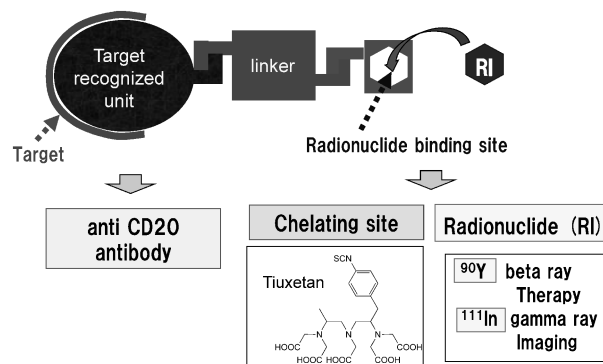 Target
recognized
unit
linker
RI
Target
Radionuclide binding site
anti CD20
antibody
Chelating site
Radionuclide (RI)
Tiuxetan
SCN
N
N
N
HOOC
HOOC
HOOC
COOH
COOH
⁹⁰Y beta ray
Therapy
¹¹¹In gamma ray
Imaging